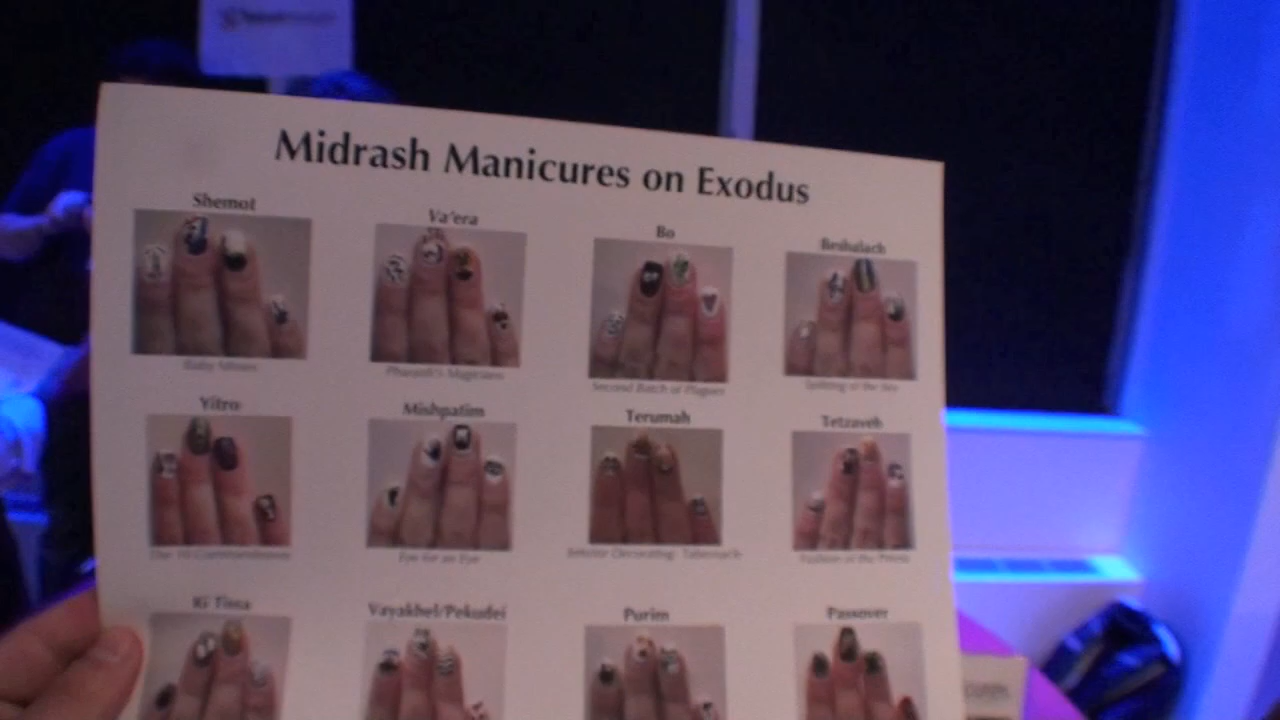 Midrash Manicures on Exodus
Shemot Va'era Bo Beshalach
Baby Moses Pharaoh's Magicians Second Batch of Plagues Splitting of the Sea
Yitro Mishpatim Terumah Tetzaveh
The 10 Commandments Eye for an Eye Interior Decorating: Tabernacle Fashion of the Priests
Ki Tissa Vayakhel/Pekudei Purim Passover